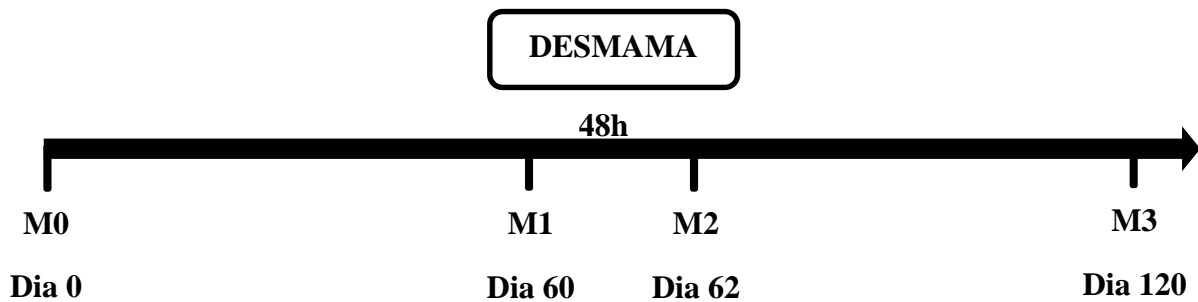 DESMAMA
48h
M0 M1 M2 M3
Dia 0 Dia 60 Dia 62 Dia 120